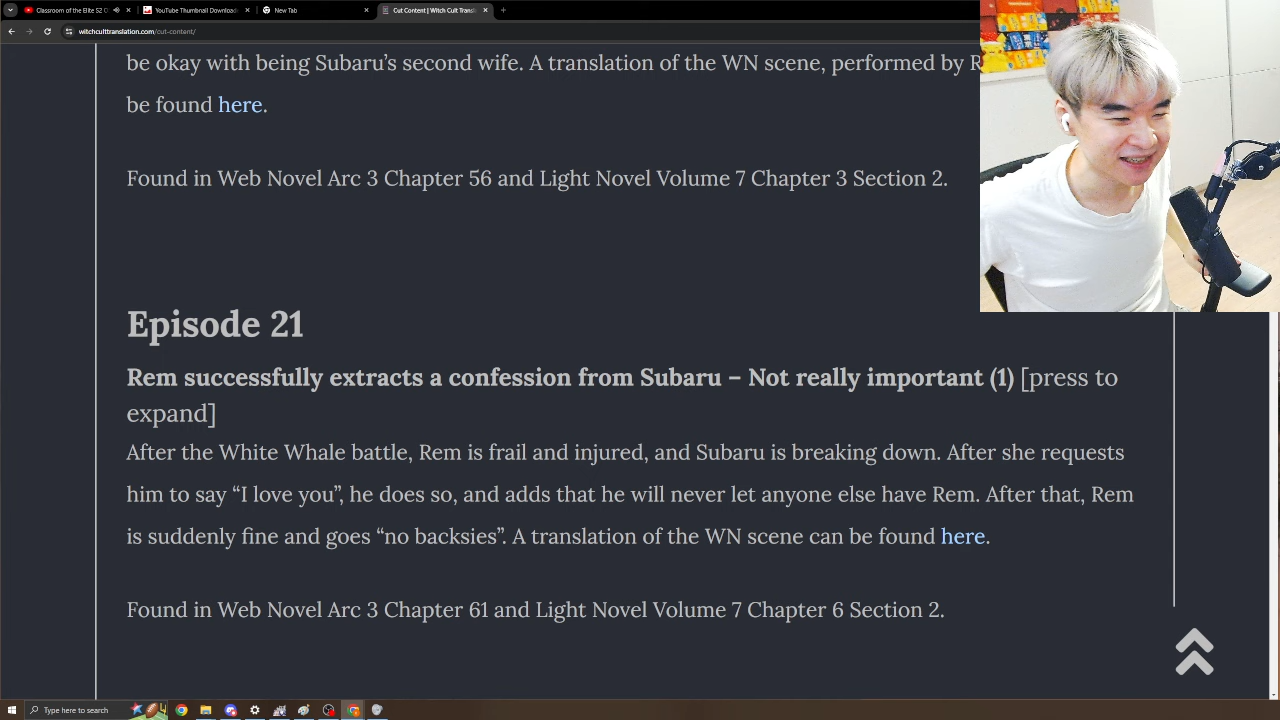 Classroom of the Elite S2 C
YouTube Thumbnail Download
New Tab
Cut Content | Witch Cult Transl
witchculttranslation.com/cut-content/
be okay with being Subaru's second wife. A translation of the WN scene, performed by R
be found here.
Found in Web Novel Arc 3 Chapter 56 and Light Novel Volume 7 Chapter 3 Section 2.
Episode 21
Rem successfully extracts a confession from Subaru – Not really important (1) [press to
expand]
After the White Whale battle, Rem is frail and injured, and Subaru is breaking down. After she requests
him to say “I love you”, he does so, and adds that he will never let anyone else have Rem. After that, Rem
is suddenly fine and goes “no backsies”. A translation of the WN scene can be found here.
Found in Web Novel Arc 3 Chapter 61 and Light Novel Volume 7 Chapter 6 Section 2.
Type here to search